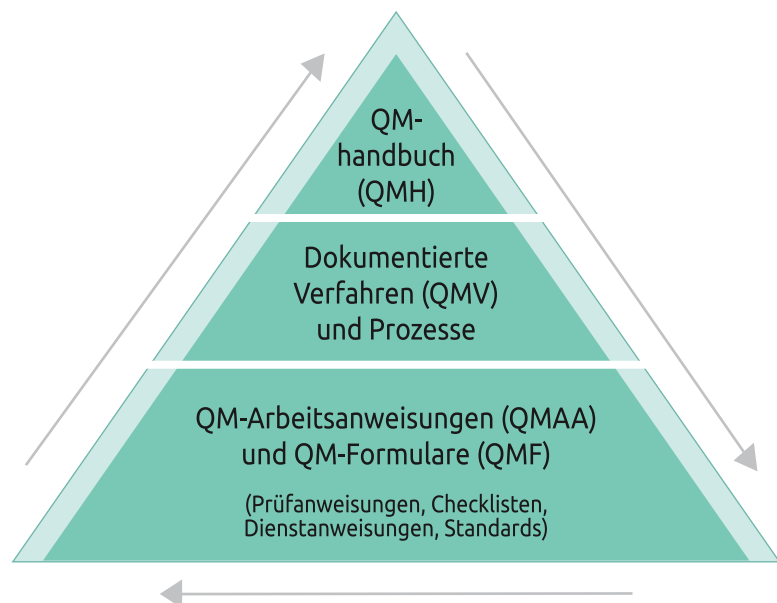 QM-
handbuch
(QMH)
Dokumentierte
Verfahren (QMV)
und Prozesse
QM-Arbeitsanweisungen (QMAA)
und QM-Formulare (QMF)
(Prüfanweisungen, Checklisten,
Dienstanweisungen, Standards)